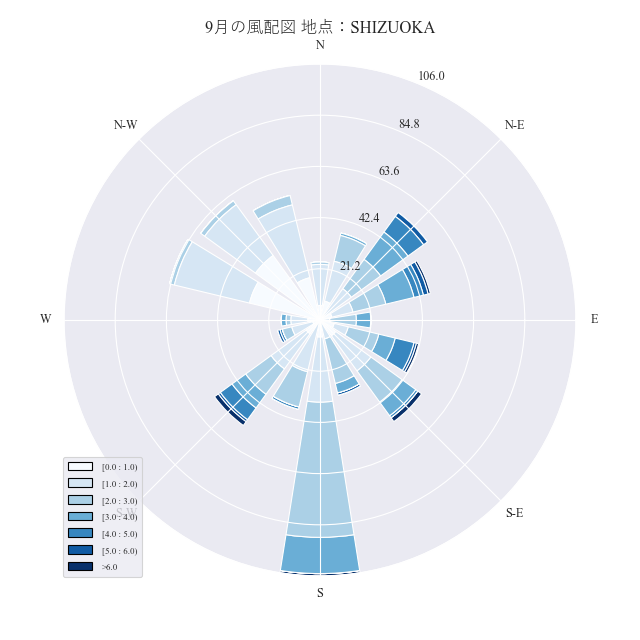 9月の風配図 地点：SHIZUOKA
N
N-W
N-E
W
E
S-W
S-E
S
106.0
84.8
63.6
42.4
21.2
[0.0 : 1.0)
[1.0 : 2.0)
[2.0 : 3.0)
[3.0 : 4.0)
[4.0 : 5.0)
[5.0 : 6.0)
>6.0